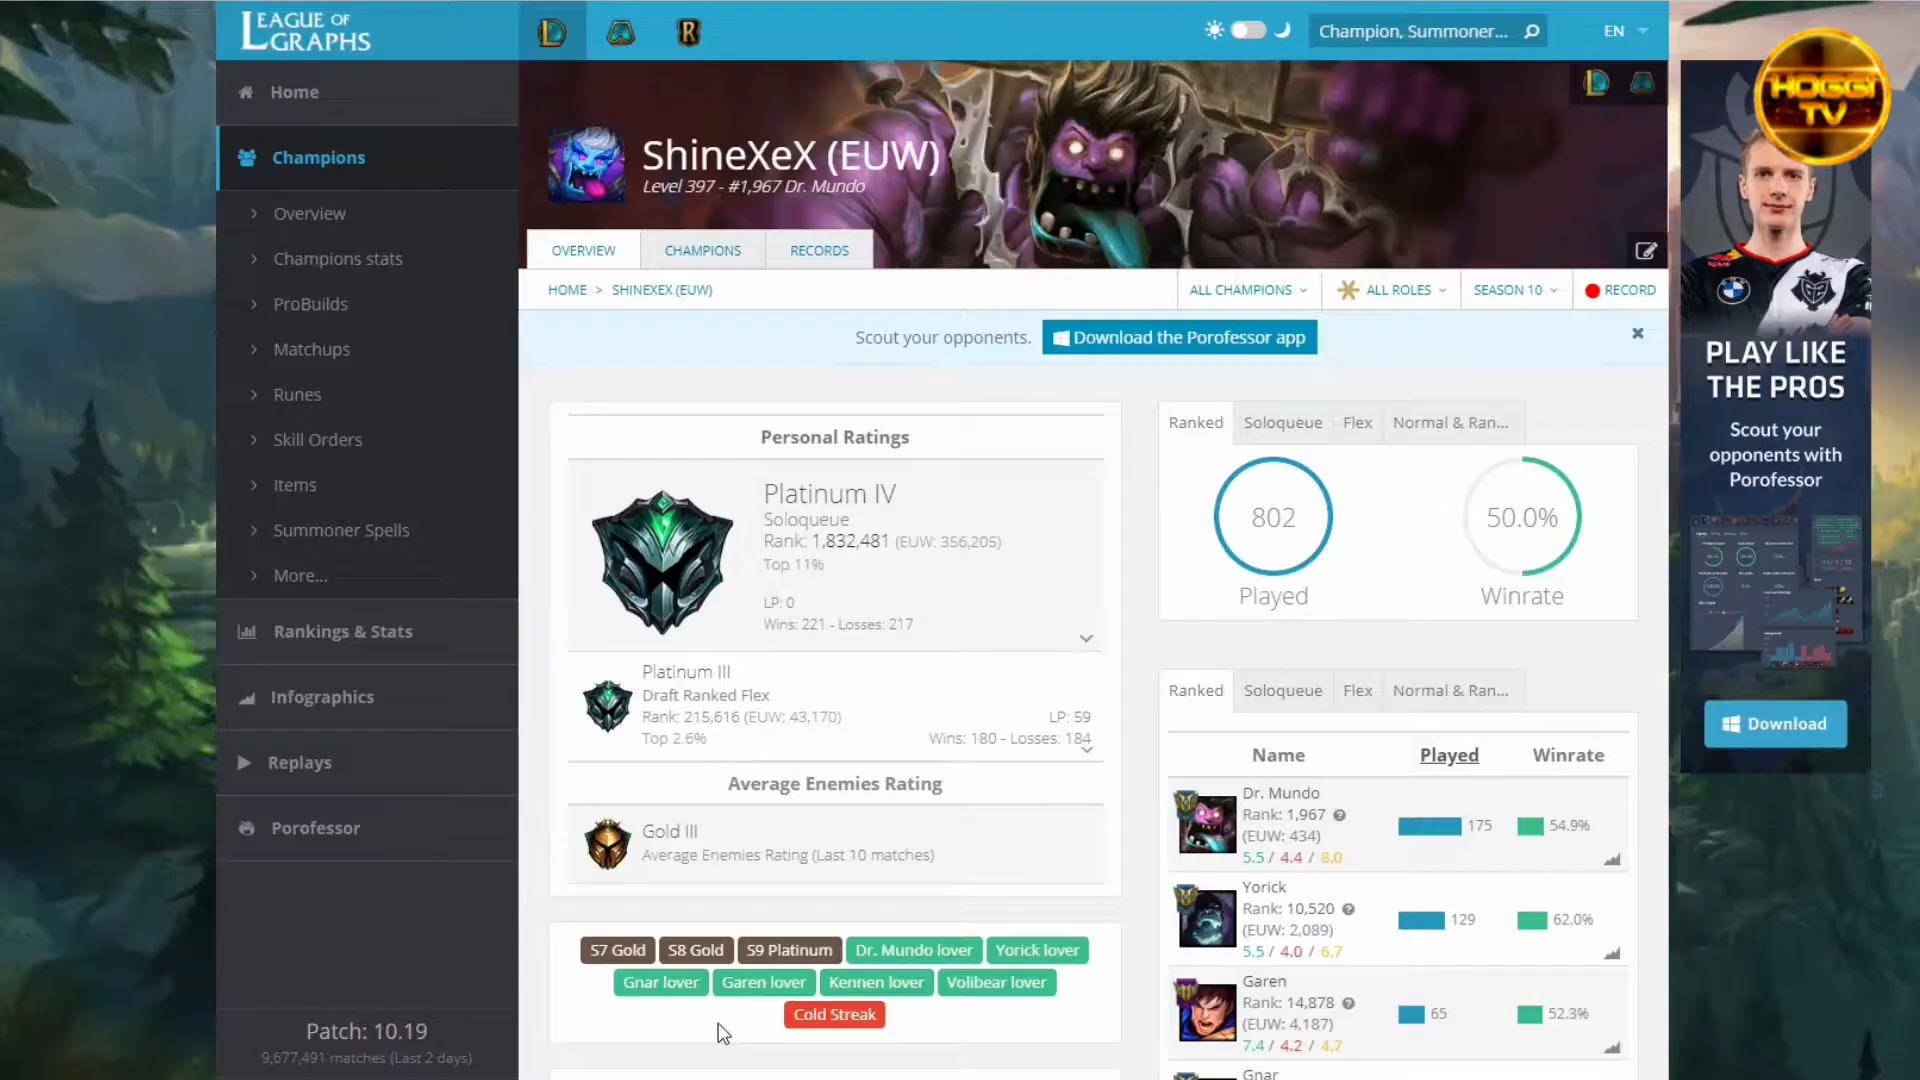 LEAGUE OF
GRAPHS
Champion, Summoner...
EN
HOGGI
TV
Home
Champions
Overview
Champions stats
ProBuilds
Matchups
Runes
Skill Orders
Items
Summoner Spells
More...
Rankings & Stats
Infographics
Replays
Porofessor
Patch: 10.19
9,677,491 matches (Last 2 days)
ShineXeX (EUW)
Level 397 - #1,967 Dr. Mundo
OVERVIEW CHAMPIONS RECORDS
HOME > SHINEXEX (EUW)
ALL CHAMPIONS ALL ROLES SEASON 10 RECORD
Scout your opponents. Download the Porofessor app
Personal Ratings
Platinum IV
Soloqueue
Rank: 1,832,481 (EUW: 356,205)
Top 11%
LP: 0
Wins: 221 - Losses: 217
Platinum III
Draft Ranked Flex
Rank: 215,616 (EUW: 43,170) LP: 59
Top 2.6% Wins: 180 - Losses: 184
Average Enemies Rating
Gold III
Average Enemies Rating (Last 10 matches)
S7 Gold S8 Gold S9 Platinum Dr. Mundo lover Yorick lover
Gnar lover Garen lover Kennen lover Volibear lover
Cold Streak
Ranked Soloqueue Flex Normal & Ran...
802 50.0%
Played Winrate
Ranked Soloqueue Flex Normal & Ran...
Name Played Winrate
Dr. Mundo
Rank: 1,967
(EUW: 434)
5.5 / 4.4 / 8.0
175 54.9%
Yorick
Rank: 10,520
(EUW: 2,089)
5.5 / 4.0 / 6.7
129 62.0%
Garen
Rank: 14,878
(EUW: 4,187)
7.4 / 4.2 / 4.7
65 52.3%
Gnar
PLAY LIKE
THE PROS
Scout your
opponents with
Porofessor
Download